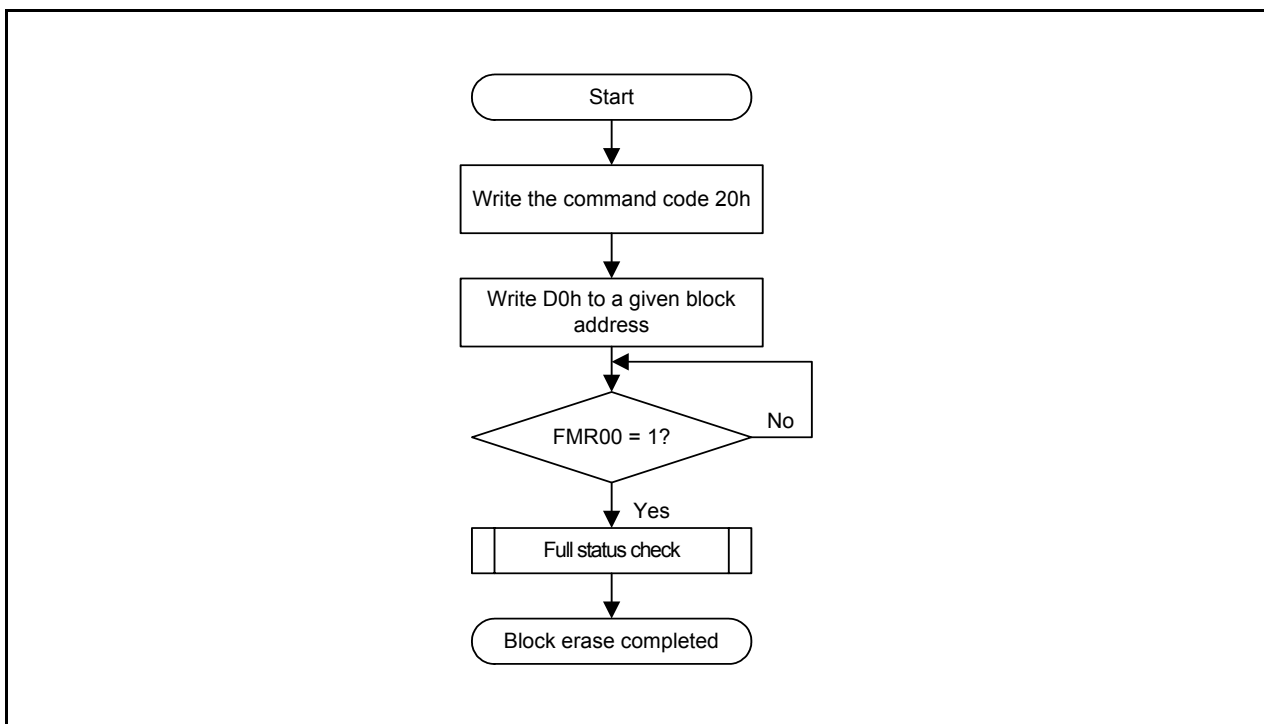 Start
Write the command code 20h
Write D0h to a given block
address
FMR00 = 1?
No
Yes
Full status check
Block erase completed